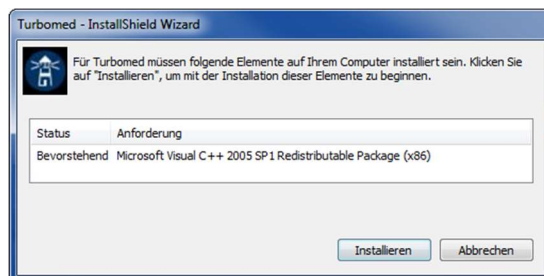 Turbomed - InstallShield Wizard
Für Turbomed müssen folgende Elemente auf Ihrem Computer installiert sein. Klicken Sie
auf "Installieren", um mit der Installation dieser Elemente zu beginnen.
Status Anforderung
Bevorstehend Microsoft Visual C++ 2005 SP1 Redistributable Package (x86)
Installieren Abbrechen